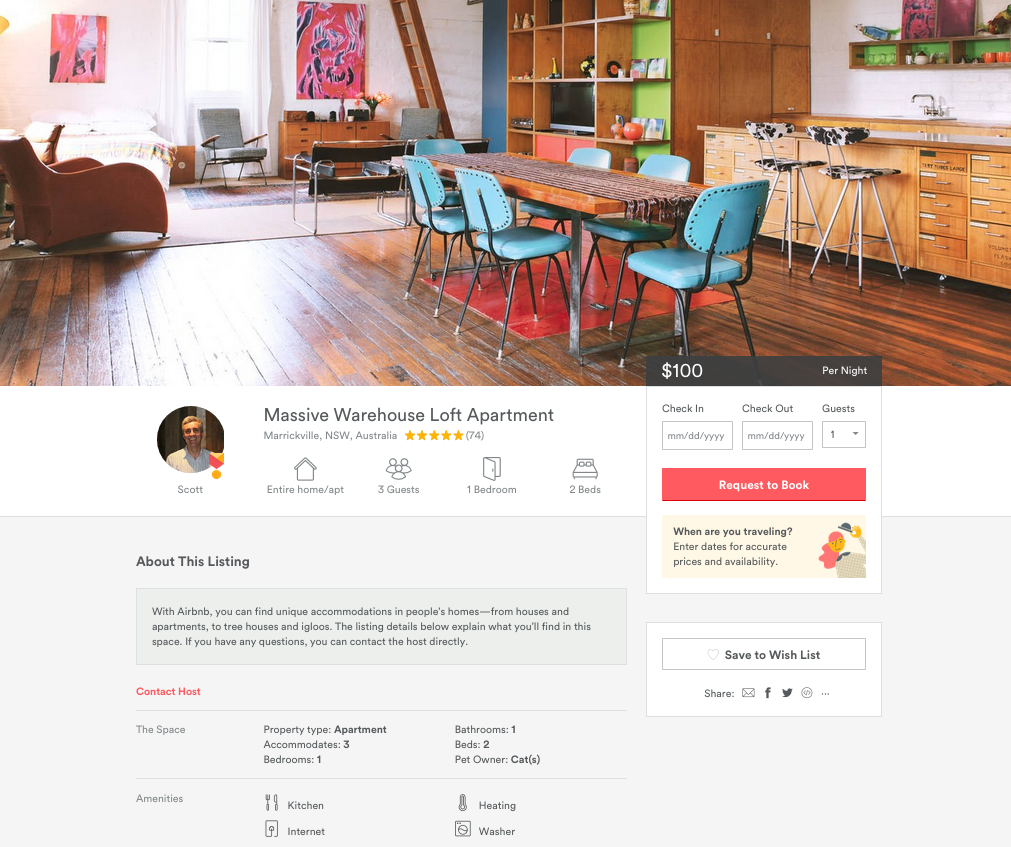 $100 Per Night
Massive Warehouse Loft Apartment
Marrickville, NSW, Australia (74)
Scott
Entire home/apt
3 Guests
1 Bedroom
2 Beds
Check In Check Out Guests
mm/dd/yyyy mm/dd/yyyy 1
Request to Book
When are you traveling?
Enter dates for accurate
prices and availability.
Save to Wish List
Share: ...
About This Listing
With Airbnb, you can find unique accommodations in people's homes—from houses and
apartments, to tree houses and igloos. The listing details below explain what you'll find in this
space. If you have any questions, you can contact the host directly.
Contact Host
The Space
Property type: Apartment
Accommodates: 3
Bedrooms: 1
Bathrooms: 1
Beds: 2
Pet Owner: Cat(s)
Amenities
Kitchen
Internet
Heating
Washer